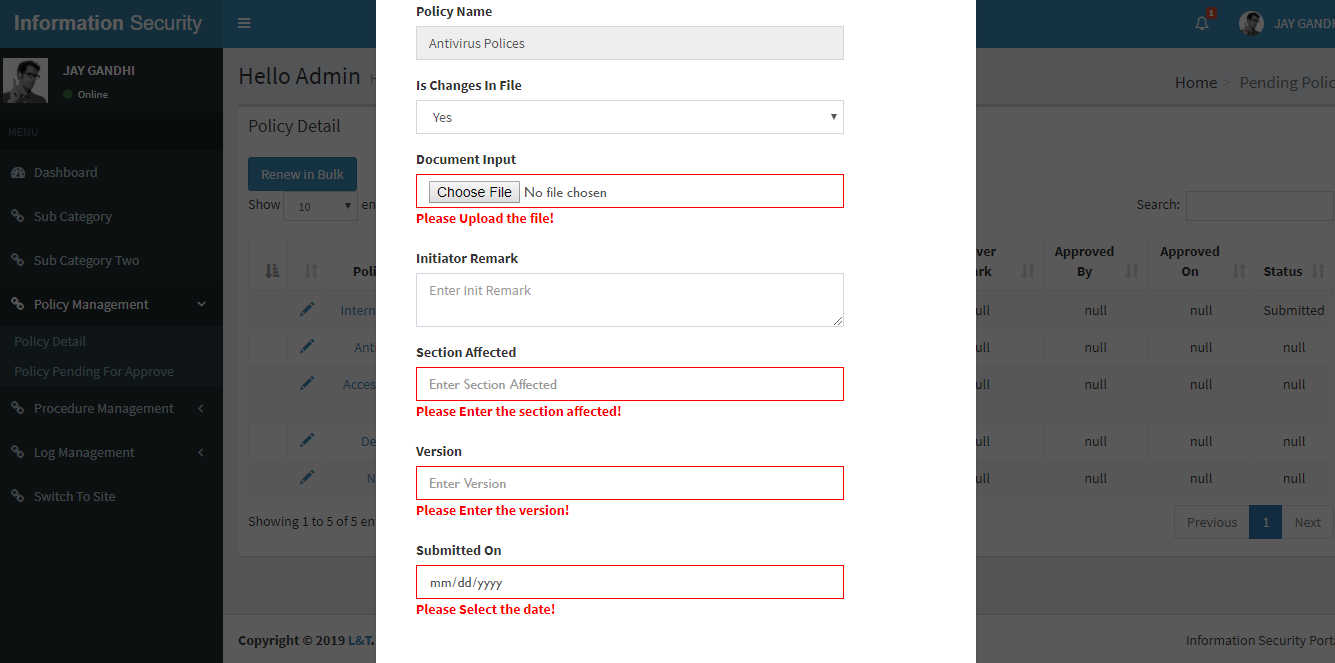 Information Security
1
JAY GANDH
JAY GANDHI
Online
MENU
Dashboard
Sub Category
Sub Category Two
Policy Management
Policy Detail
Policy Pending For Approve
Procedure Management
Log Management
Switch To Site
Hello Admin
Home > Pending Polic
Policy Detail
Renew in Bulk
Show 10 en
Search:
Poli
ver
rk
Approved
By
Approved
On
Status
Intern
ull null null Submitted
Anti
ull null null null
Acces
ull null null null
De
ull null null null
N
ull null null null
Showing 1 to 5 of 5 en
Previous 1 Next
Copyright © 2019 L&T.
Information Security Porta
Policy Name
Antivirus Polices
Is Changes In File
Yes
Document Input
Choose File No file chosen
Please Upload the file!
Initiator Remark
Enter Init Remark
Section Affected
Enter Section Affected
Please Enter the section affected!
Version
Enter Version
Please Enter the version!
Submitted On
mm/dd/yyyy
Please Select the date!